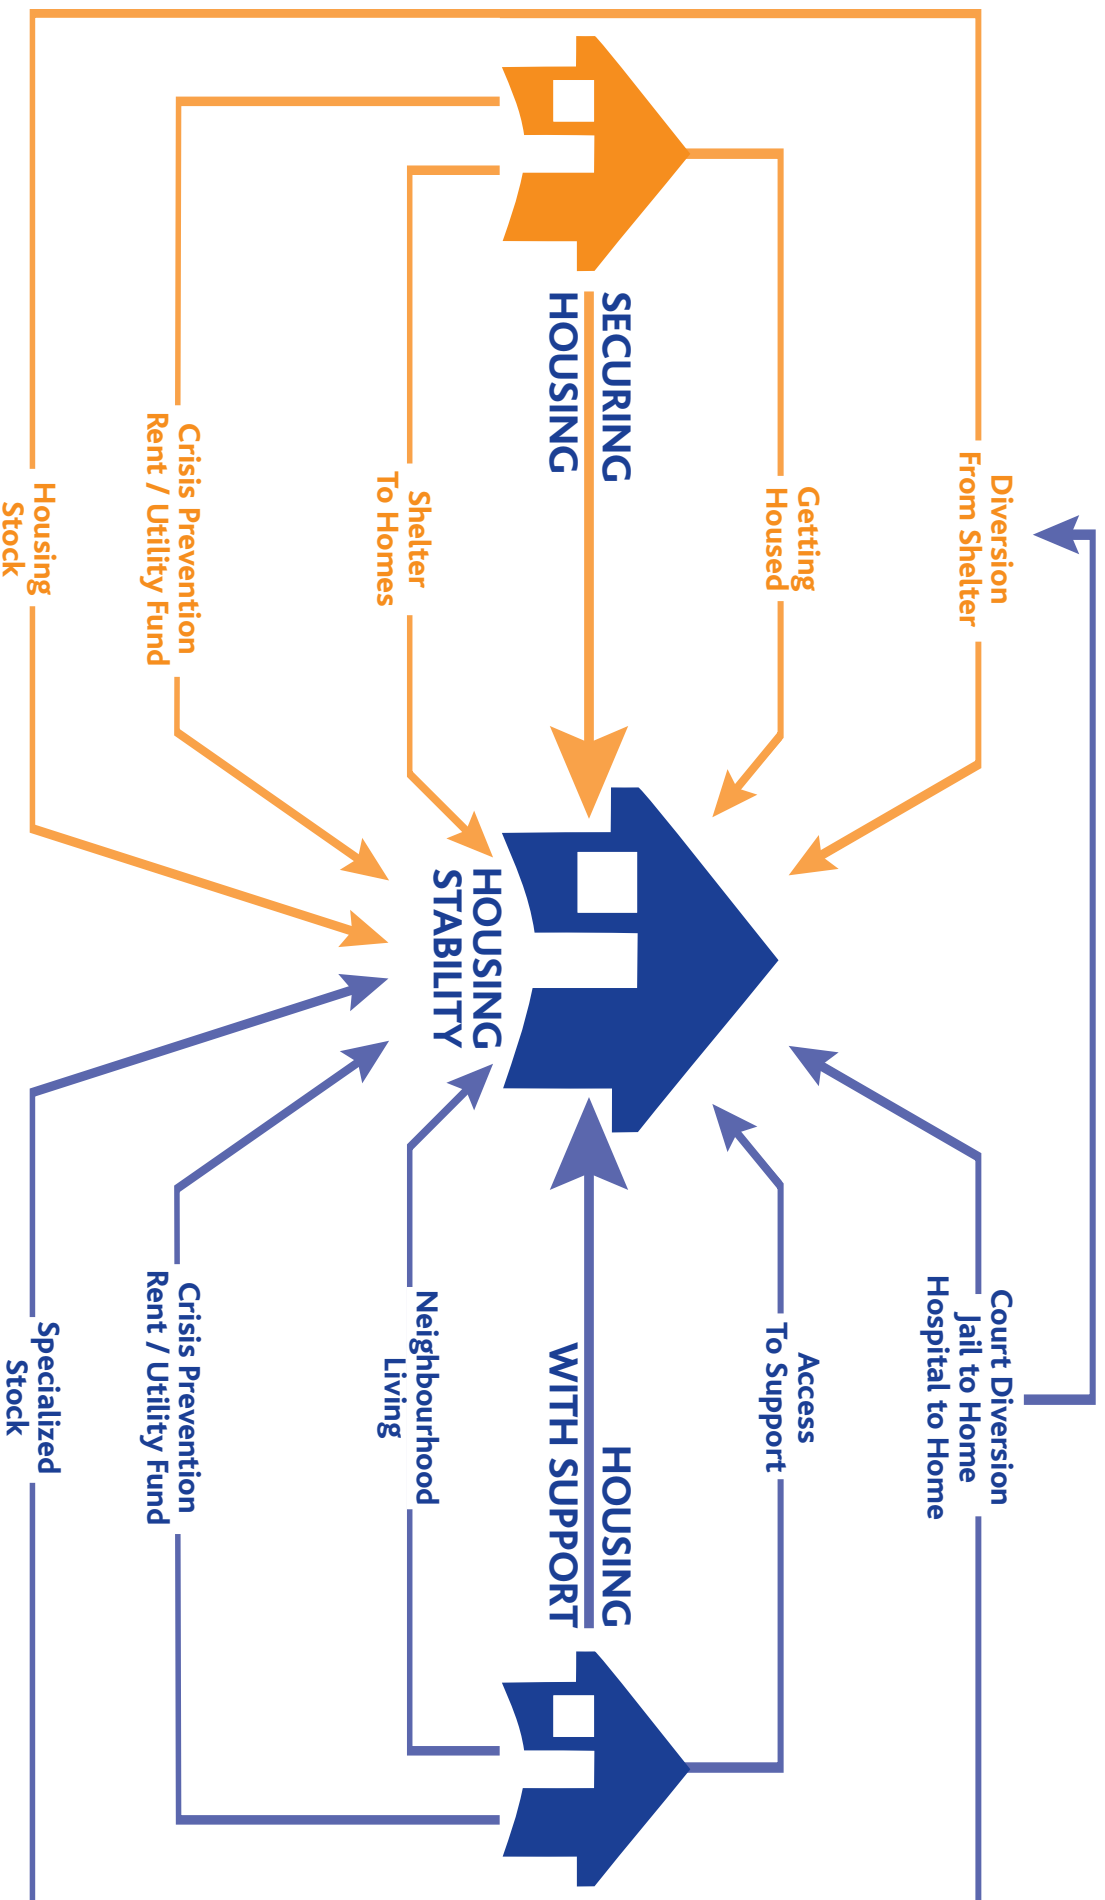 Diversion
From Shelter
Court Diversion
Jail to Home
Hospital to Home
Getting
Housed
Access
To Support
SECURING
HOUSING
HOUSING
WITH SUPPORT
HOUSING
STABILITY
Shelter
To Homes
Neighbourhood
Living
Crisis Prevention
Rent / Utility Fund
Crisis Prevention
Rent / Utility Fund
Housing
Stock
Specialized
Stock